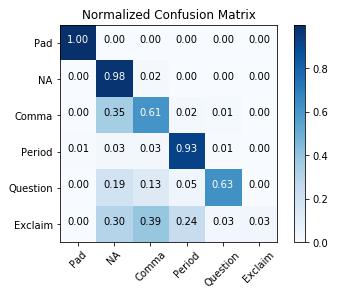 Normalized Confusion Matrix
Pad 1.00 0.00 0.00 0.00 0.00 0.00
NA 0.00 0.98 0.02 0.00 0.00 0.00
Comma 0.00 0.35 0.61 0.02 0.01 0.00
Period 0.01 0.03 0.03 0.93 0.01 0.00
Question 0.00 0.19 0.13 0.05 0.63 0.00
Exclaim 0.00 0.30 0.39 0.24 0.03 0.03
Pad NA Comma Period Question Exclaim
0.8
0.6
0.4
0.2
0.0